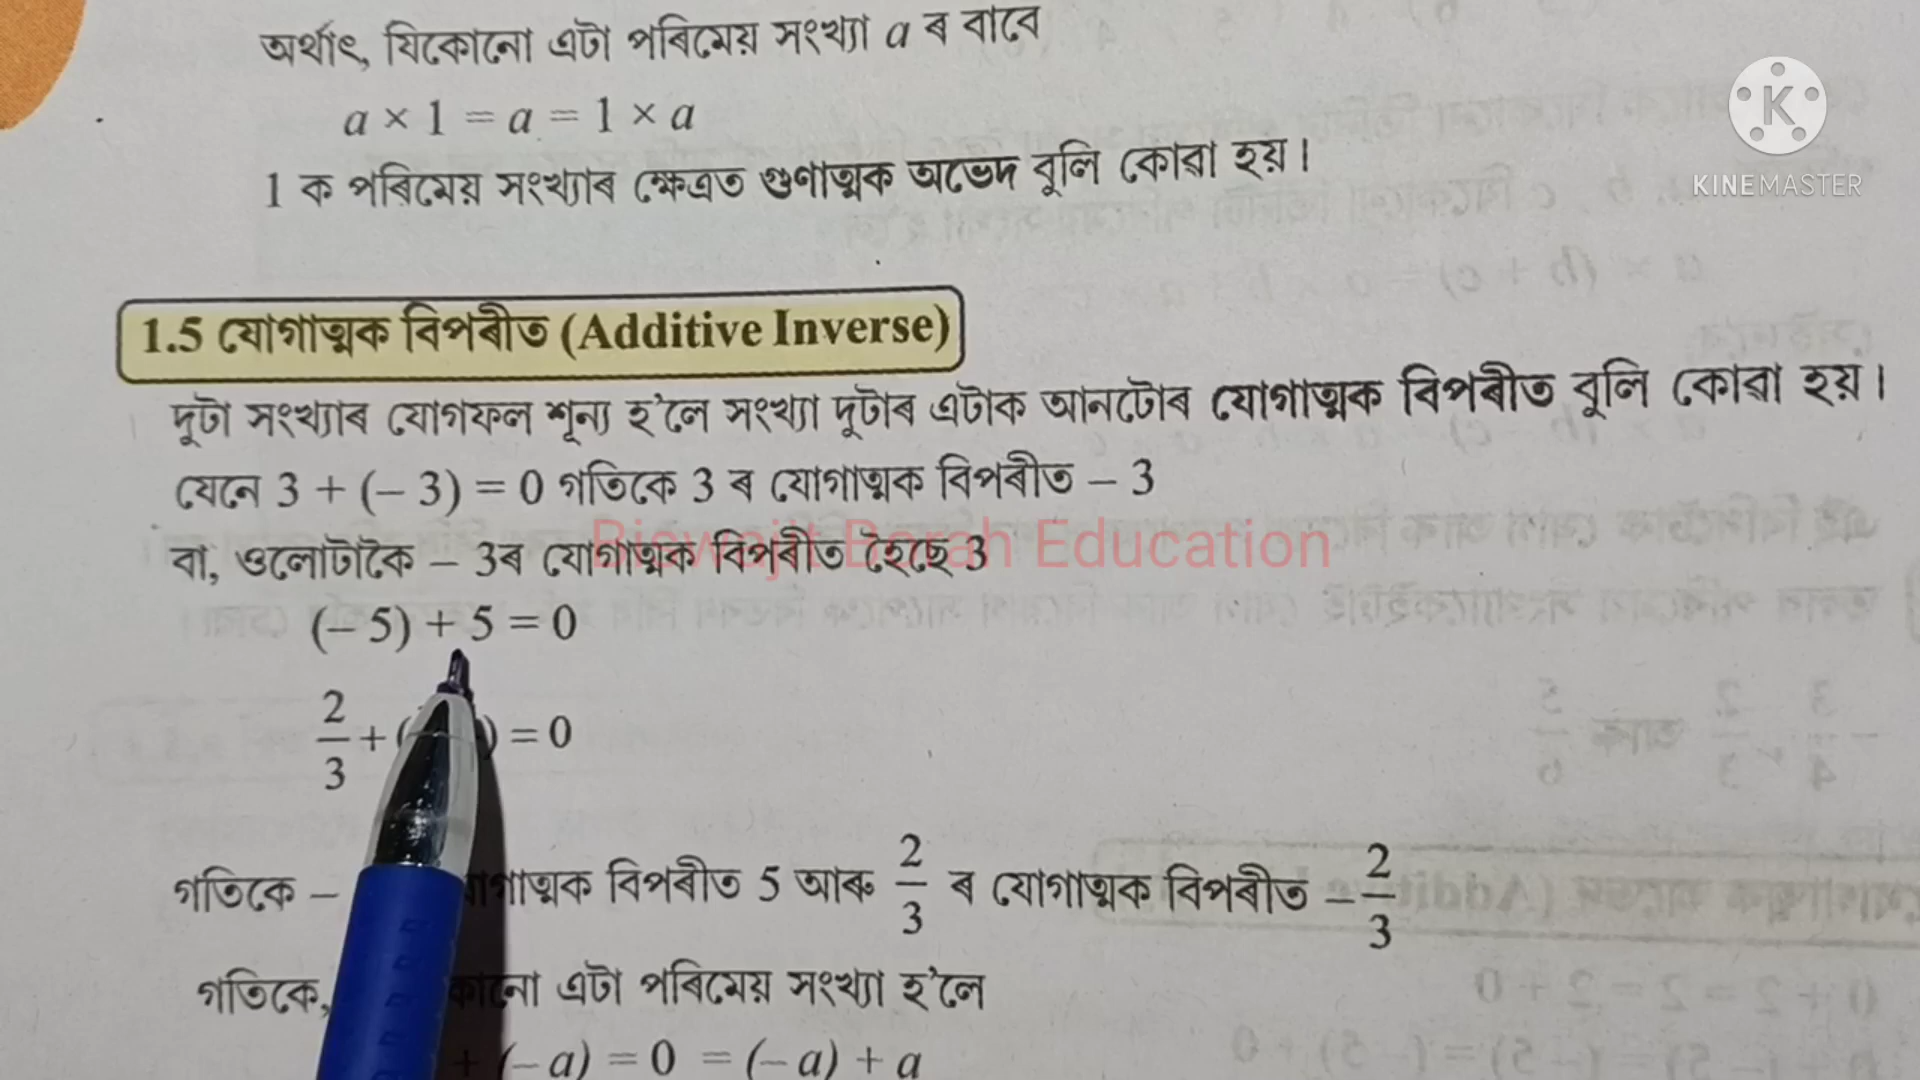 অৰ্থাৎ, যিকোনো এটা পৰিমেয় সংখ্যা a ৰ বাবে
a × 1 = a = 1 × a
1 ক পৰিমেয় সংখ্যাৰ ক্ষেত্ৰত গুণাত্মক অভেদ বুলি কোৱা হয়।
K
KINEMASTER
1.5 যোগাত্মক বিপৰীত (Additive Inverse)
দুটা সংখ্যাৰ যোগফল শূন্য হ'লে সংখ্যা দুটাৰ এটাক আনটোৰ যোগাত্মক বিপৰীত বুলি কোৱা হয়।
যেনে 3 + (– 3) = 0 গতিকে 3 ৰ যোগাত্মক বিপৰীত – 3
Biswajit Borah Education
বা, ওলোটাকৈ – 3ৰ যোগাত্মক বিপৰীত হৈছে 3
(– 5) + 5 = 0
2/3 + ( ) = 0
গতিকে – বিপৰীত 5 আৰু 2/3 ৰ যোগাত্মক বিপৰীত – 2/3
গতিকে, এটা পৰিমেয় সংখ্যা হ'লে
+ (– a) = 0 = (– a) + a